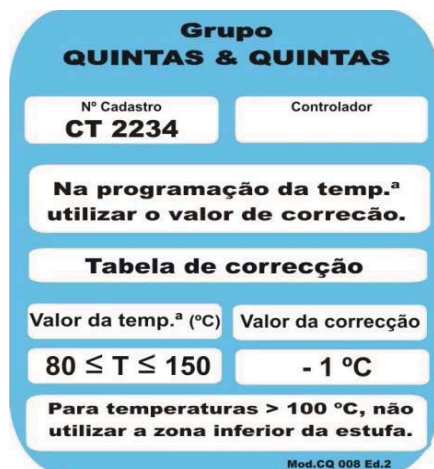 Grupo
QUINTAS & QUINTAS
Nº Cadastro
CT 2234
Controlador
Na programação da temp.ª
utilizar o valor de correcão.
Tabela de correcção
Valor da temp.ª (ºC)
Valor da correcção
80 ≤ T ≤ 150
- 1 ºC
Para temperaturas > 100 ºC, não
utilizar a zona inferior da estufa.
Mod.CQ 008 Ed.2